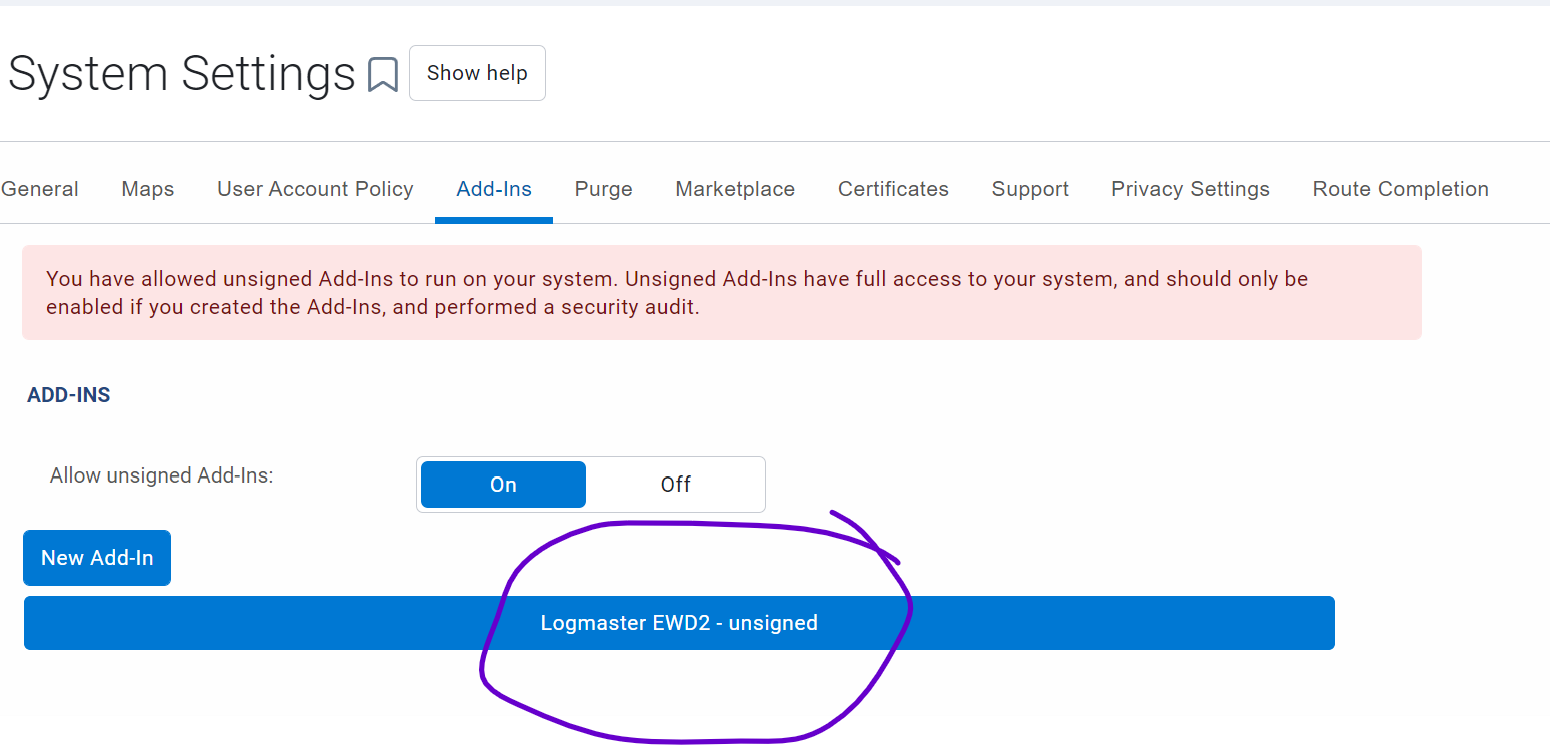 System Settings
Show help
General Maps User Account Policy Add-Ins Purge Marketplace Certificates Support Privacy Settings Route Completion
You have allowed unsigned Add-Ins to run on your system. Unsigned Add-Ins have full access to your system, and should only be
enabled if you created the Add-Ins, and performed a security audit.
ADD-INS
Allow unsigned Add-Ins:
On Off
New Add-In
Logmaster EWD2 - unsigned